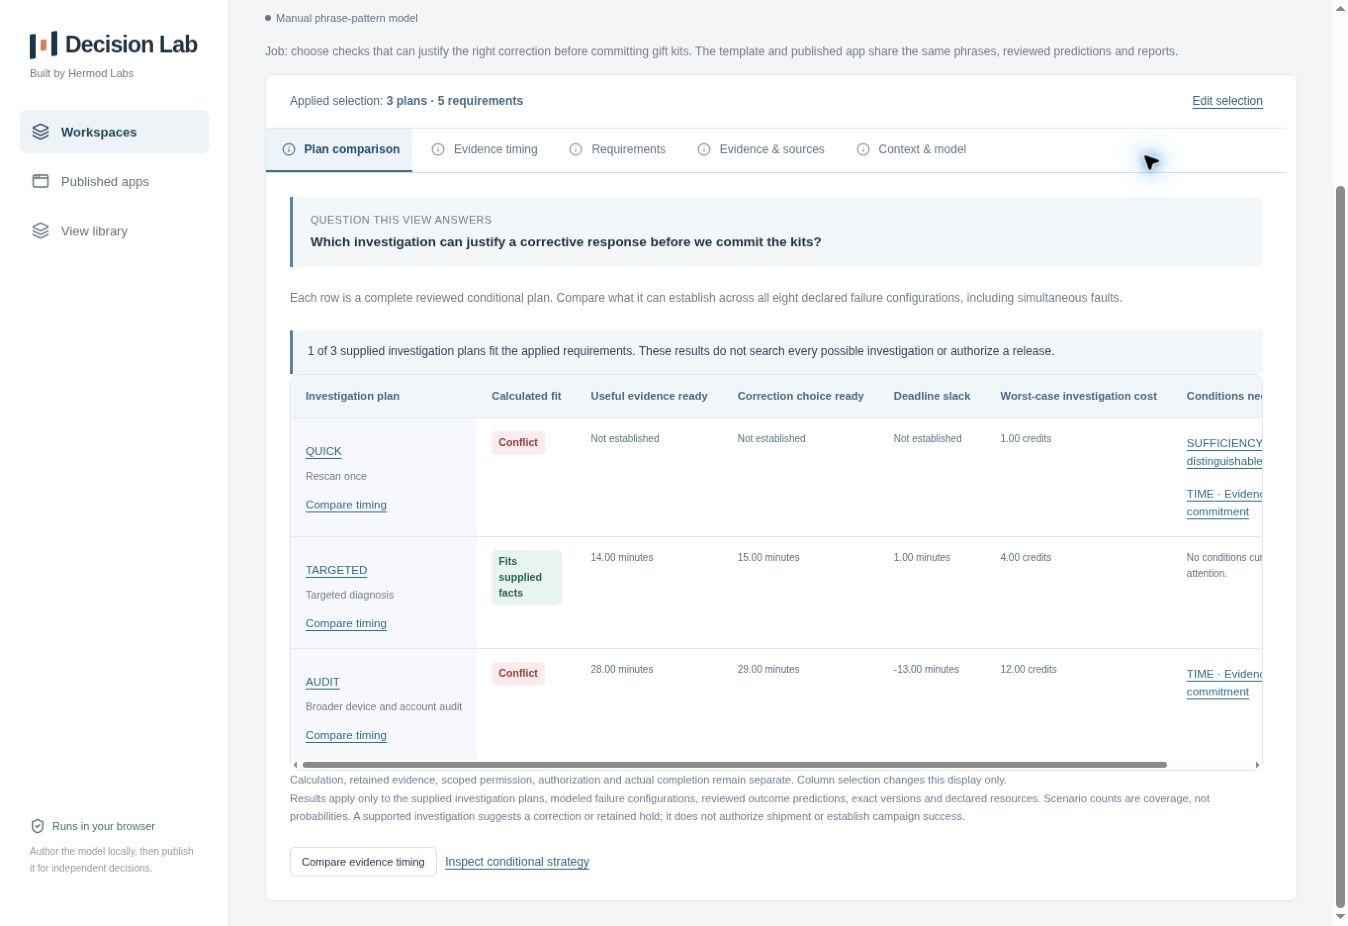 Manual phrase-pattern model
Decision Lab
Built by Hermod Labs
Job: choose checks that can justify the right correction before committing gift kits. The template and published app share the same phrases, reviewed predictions and reports.
Applied selection: 3 plans · 5 requirements
Edit selection
Workspaces
Published apps
View library
Plan comparison
Evidence timing
Requirements
Evidence & sources
Context & model
QUESTION THIS VIEW ANSWERS
Which investigation can justify a corrective response before we commit the kits?
Each row is a complete reviewed conditional plan. Compare what it can establish across all eight declared failure configurations, including simultaneous faults.
1 of 3 supplied investigation plans fit the applied requirements. These results do not search every possible investigation or authorize a release.
Investigation plan
Calculated fit
Useful evidence ready
Correction choice ready
Deadline slack
Worst-case investigation cost
Conditions
QUICK
Rescan once
Compare timing
Conflict
Not established
Not established
Not established
1.00 credits
SUFFICIENCY
distinguishable
TIME ·
commitment
TARGETED
Targeted diagnosis
Compare timing
Fits
supplied
facts
14.00 minutes
15.00 minutes
1.00 minutes
4.00 credits
No conditions
attention.
AUDIT
Broader device and account audit
Compare timing
Conflict
28.00 minutes
29.00 minutes
-13.00 minutes
12.00 credits
TIME ·
commitment
Calculation, retained evidence, scoped permission, authorization and actual completion remain separate. Column selection changes this display only.
Results apply only to the supplied investigation plans, modeled failure configurations, reviewed outcome predictions, exact versions and declared resources. Scenario counts are coverage, not
probabilities. A supported investigation suggests a correction or retained hold; it does not authorize shipment or establish campaign success.
Compare evidence timing
Inspect conditional strategy
Runs in your browser
Author the model locally, then publish
it for independent decisions.